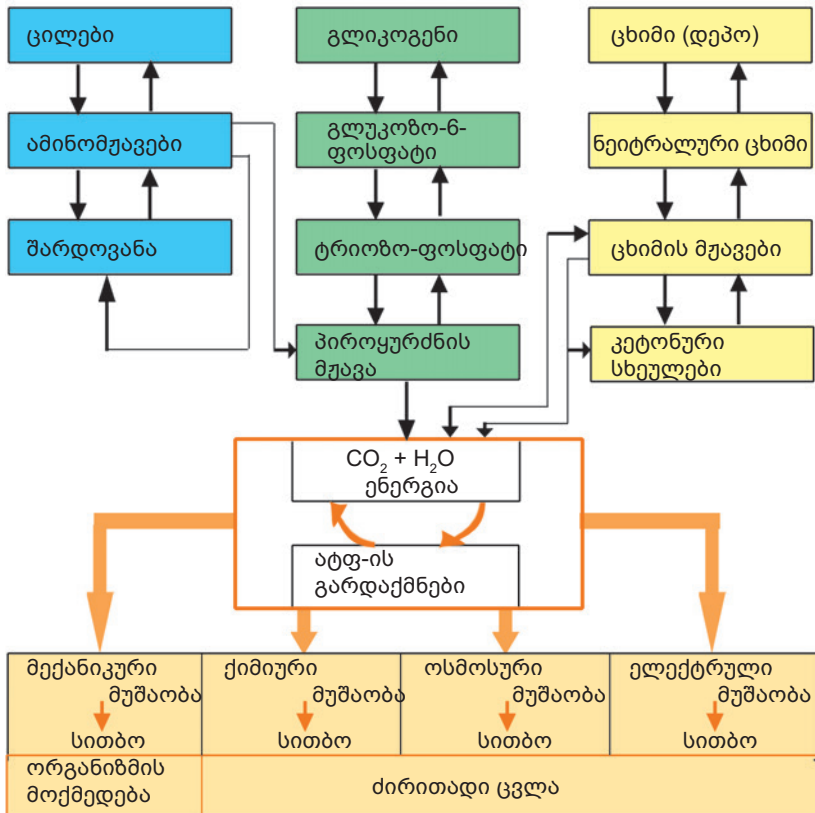 ცილები
ამინომჟავები
შარდოვანა
გლიკოგენი
გლუკოზო-6-
ფოსფატი
ტრიოზო-ფოსფატი
პიროყურძნის
მჟავა
ცხიმი (დეპო)
ნეიტრალური ცხიმი
ცხიმის მჟავები
კეტონური
სხეულები
CO₂ + H₂O
ენერგია
ატფ-ის
გარდაქმნები
მექანიკური
მუშაობა
სითბო
ქიმიური
მუშაობა
სითბო
ოსმოსური
მუშაობა
სითბო
ელექტრული
მუშაობა
სითბო
ორგანიზმის
მოქმედება
ძირითადი ცვლა